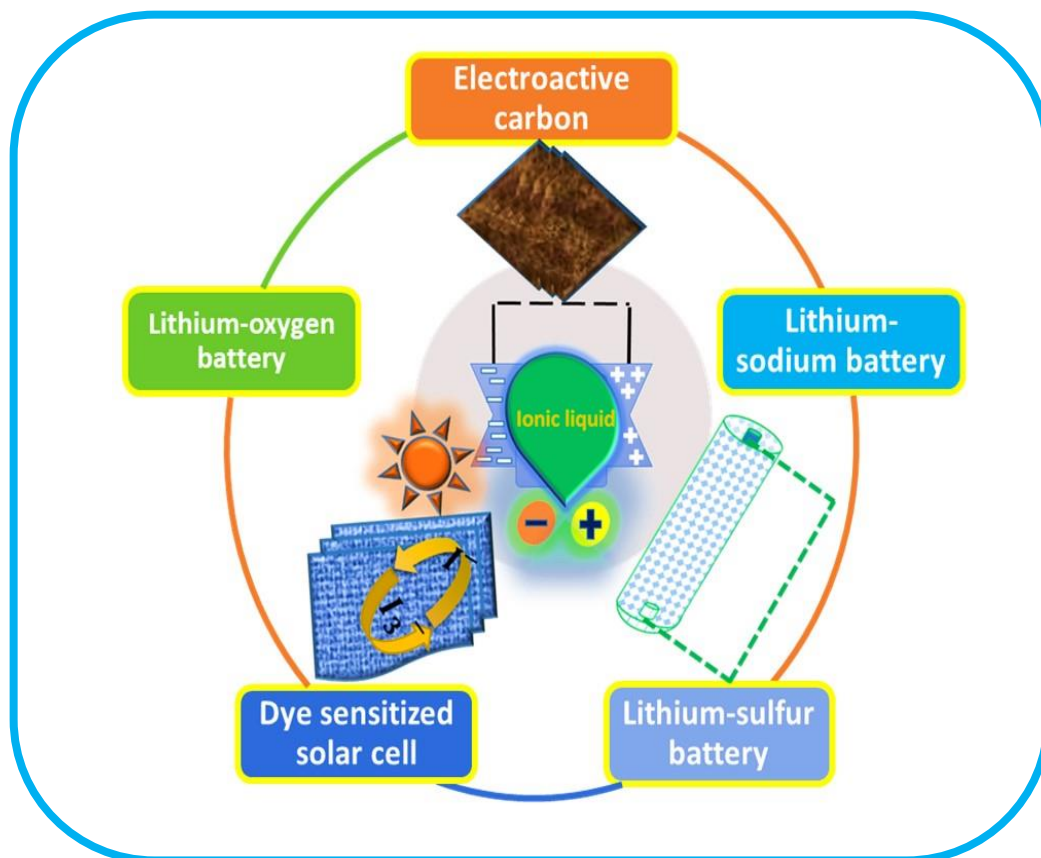 Electroactive
carbon
Lithium-oxygen
battery
Lithium-
sodium battery
Ionic liquid
− +
I⁻
I₃⁻
Dye sensitized
solar cell
Lithium-sulfur
battery